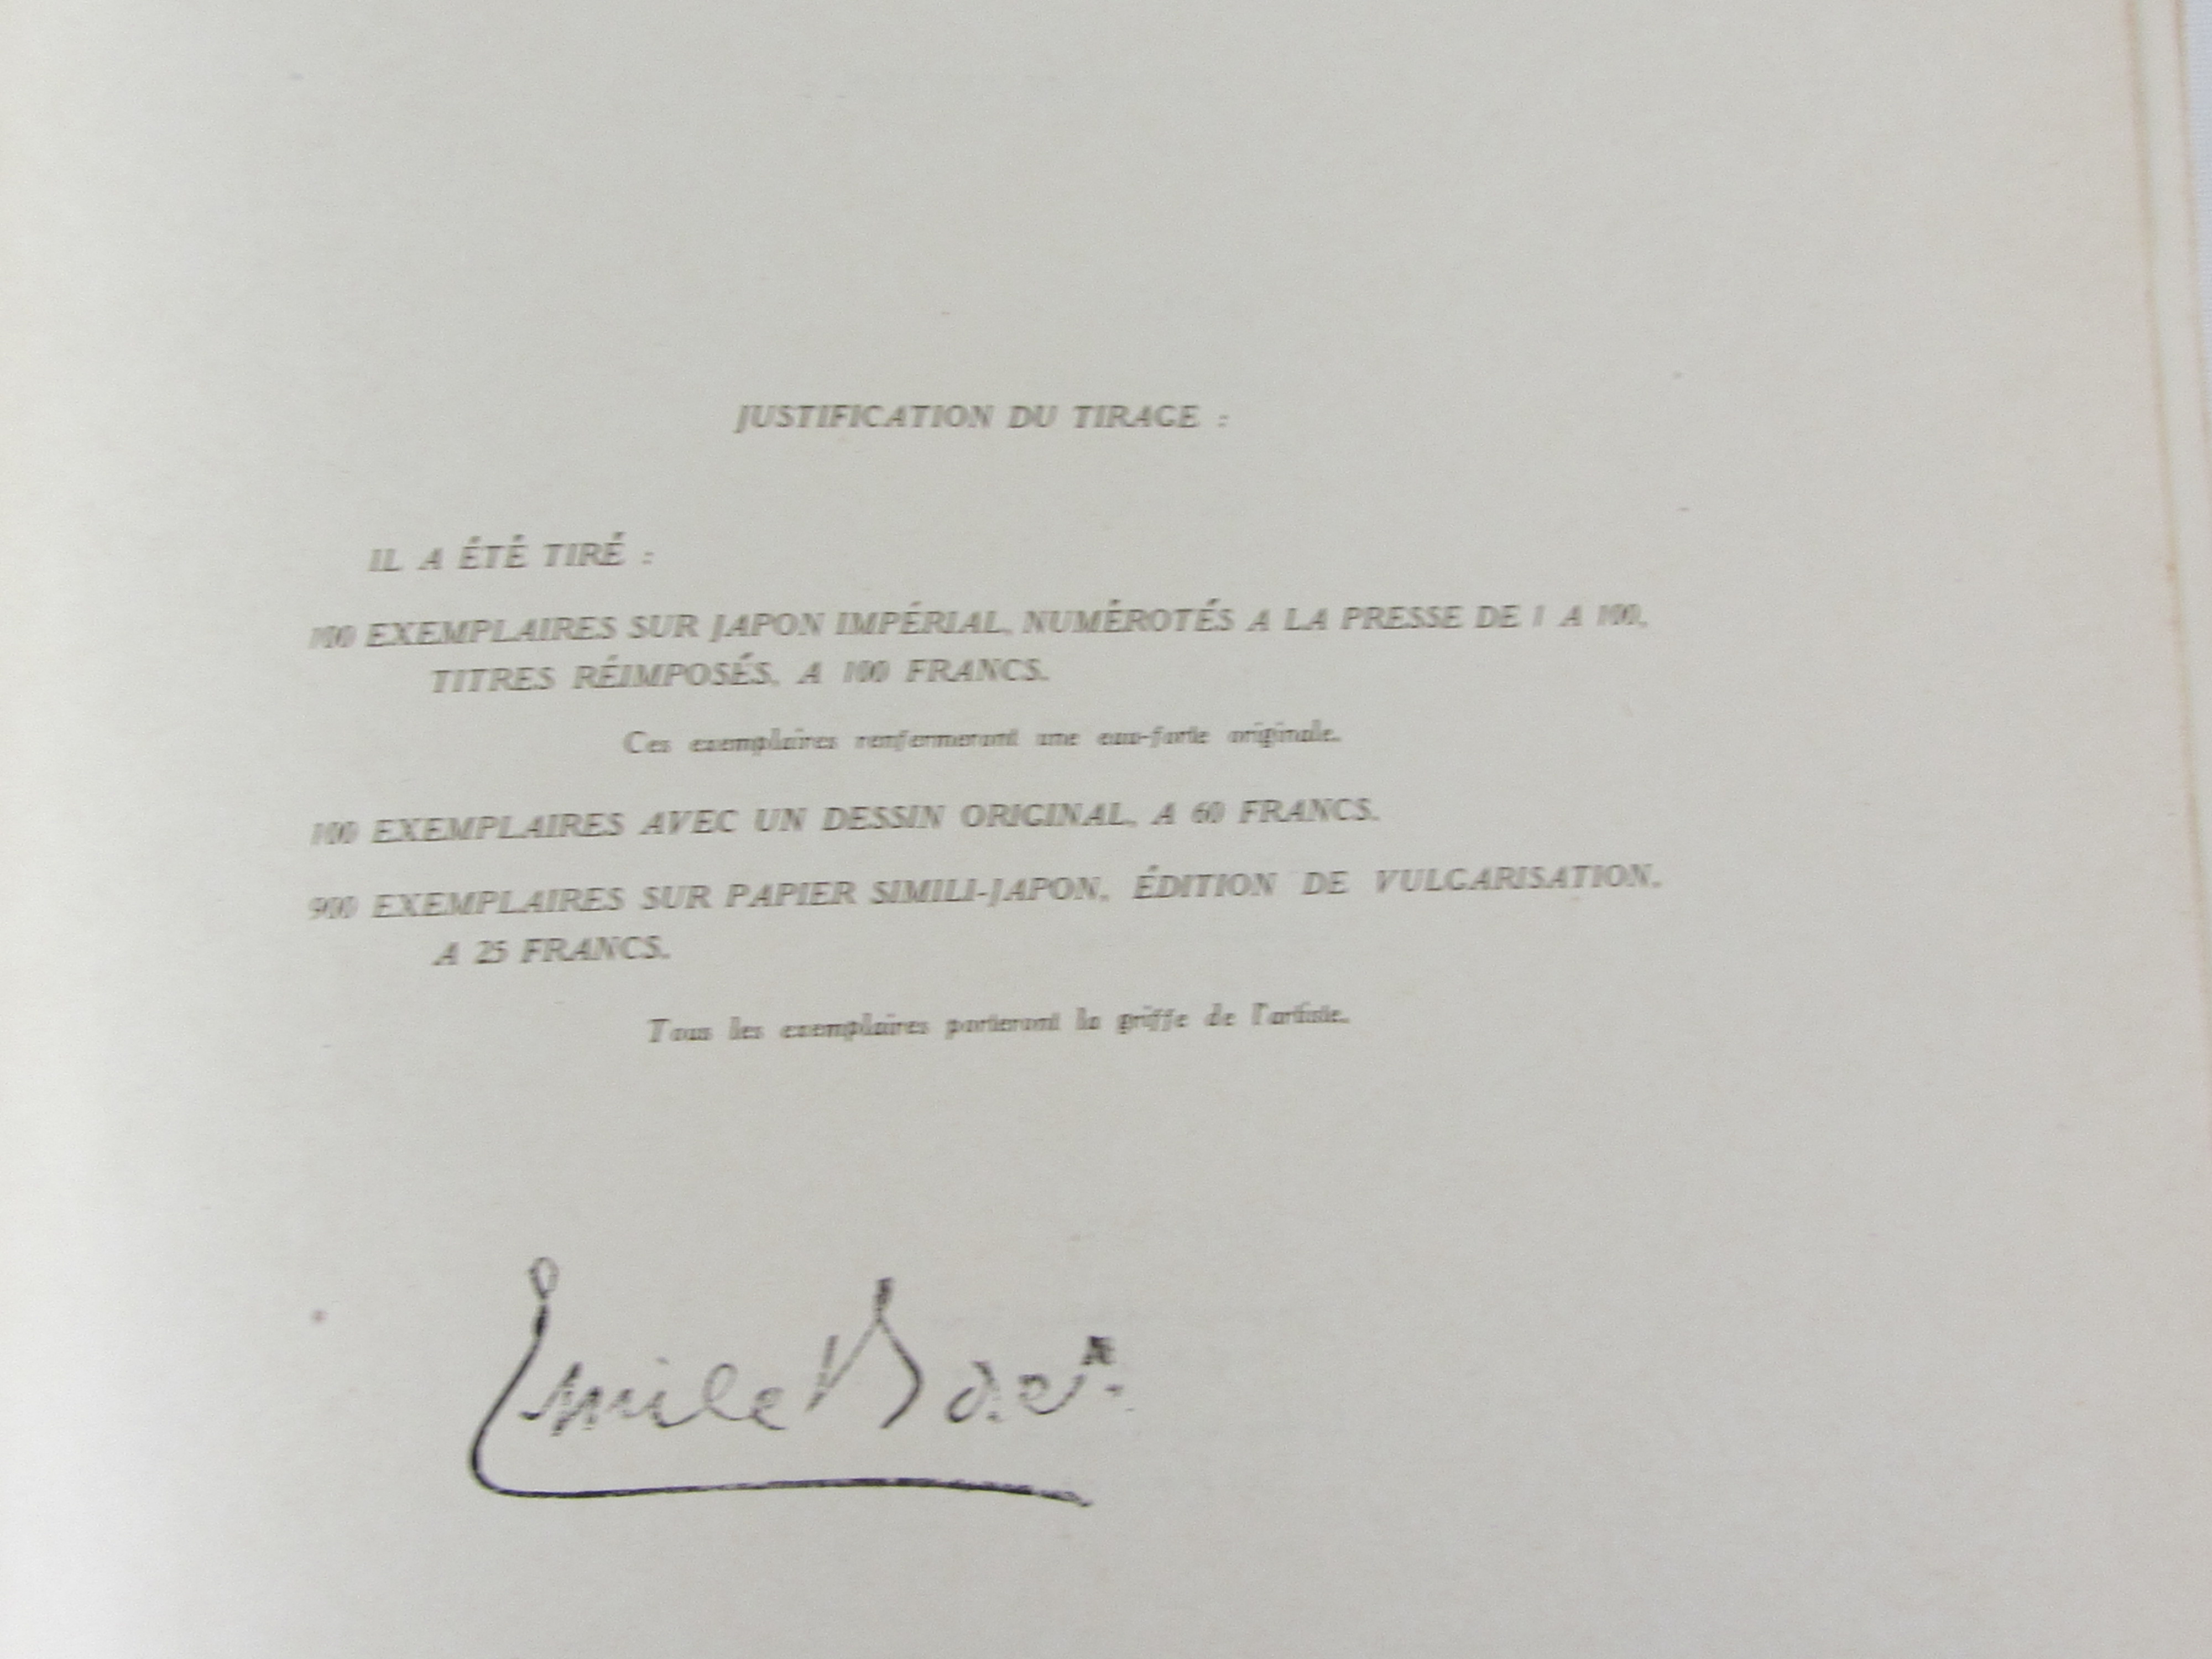 JUSTIFICATION DU TIRAGE :
IL A ÉTÉ TIRÉ :
100 EXEMPLAIRES SUR JAPON IMPÉRIAL, NUMÉROTÉS A LA PRESSE DE 1 A 100,
TITRES RÉIMPOSÉS, A 100 FRANCS.
Ces exemplaires renfermeront une eau-forte originale.
100 EXEMPLAIRES AVEC UN DESSIN ORIGINAL, A 60 FRANCS.
900 EXEMPLAIRES SUR PAPIER SIMILI-JAPON, ÉDITION DE VULGARISATION,
A 25 FRANCS.
Tous les exemplaires porteront la griffe de l'artiste.
Emile